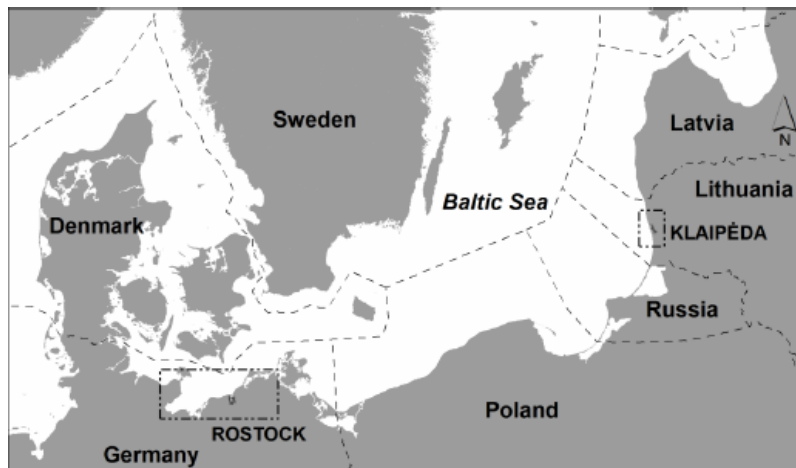 Sweden
Latvia
N
Lithuania
Baltic Sea
Denmark
KLAIPĖDA
Russia
Poland
ROSTOCK
Germany